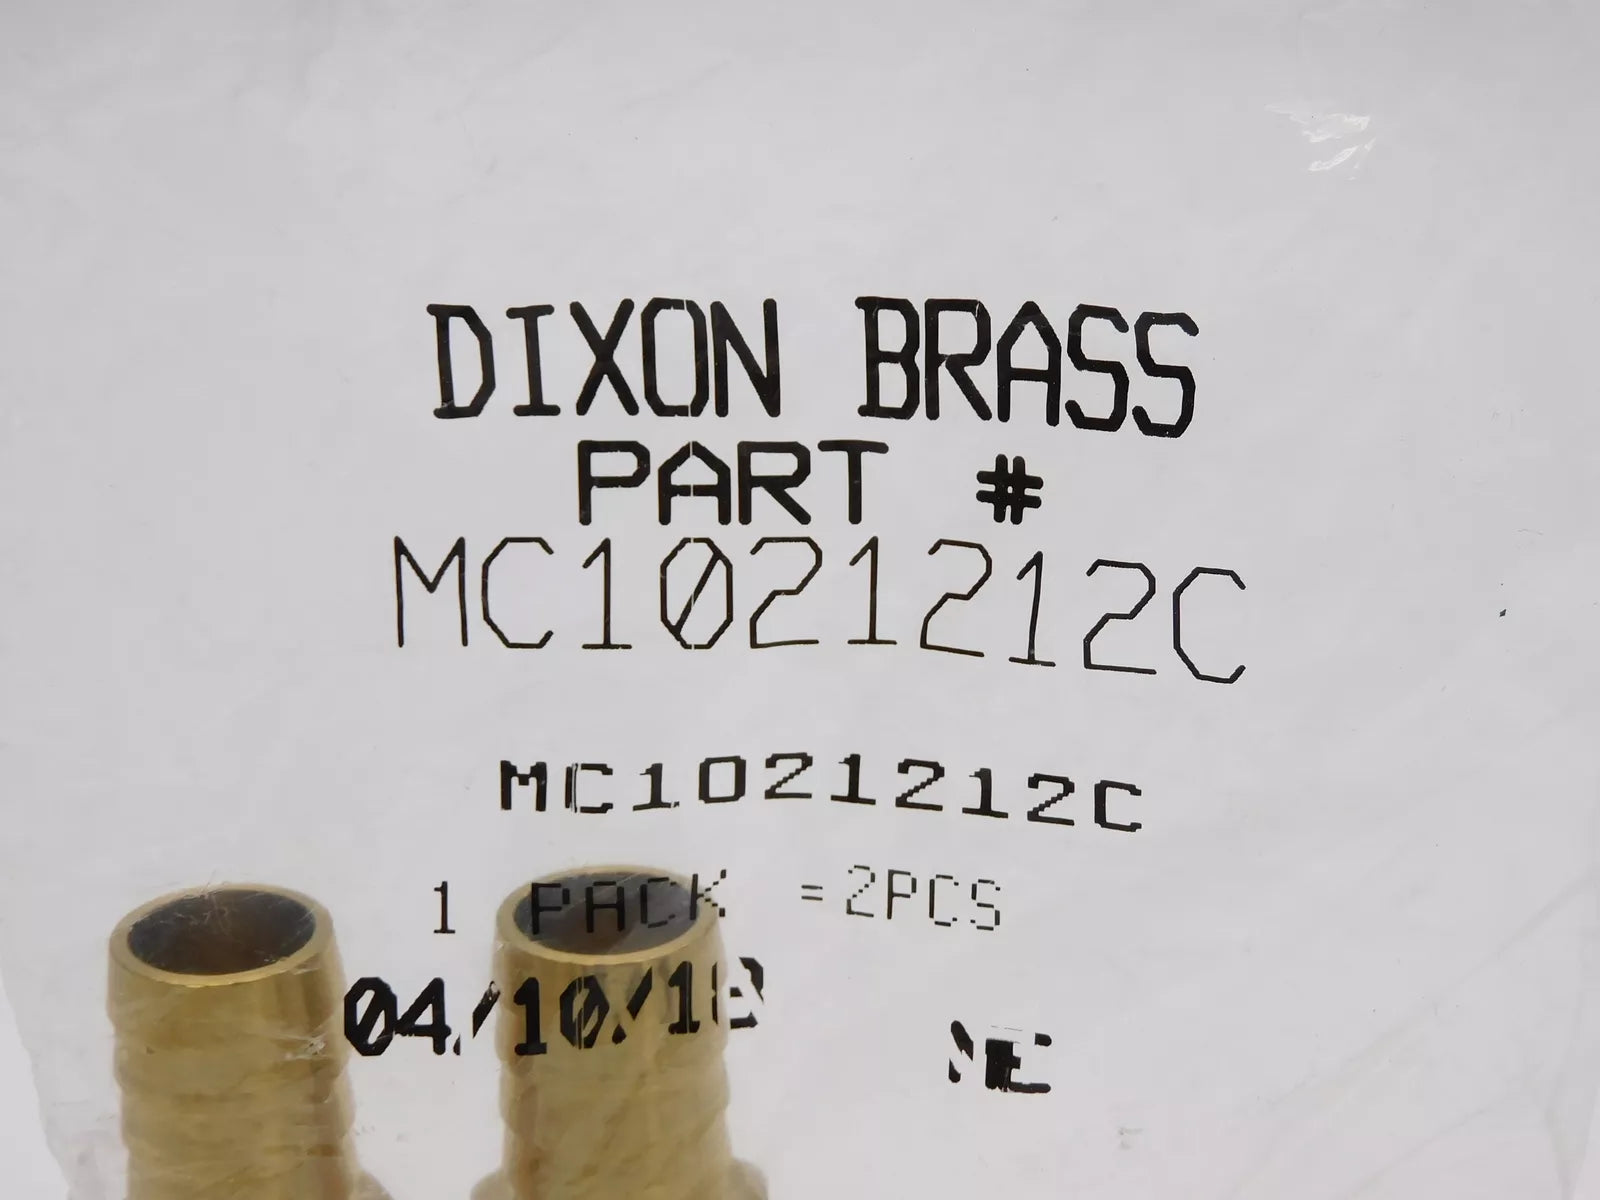 DIXON BRASS
PART #
MC1021212C
MC1021212C
1 PACK =2PCS
04/10/18